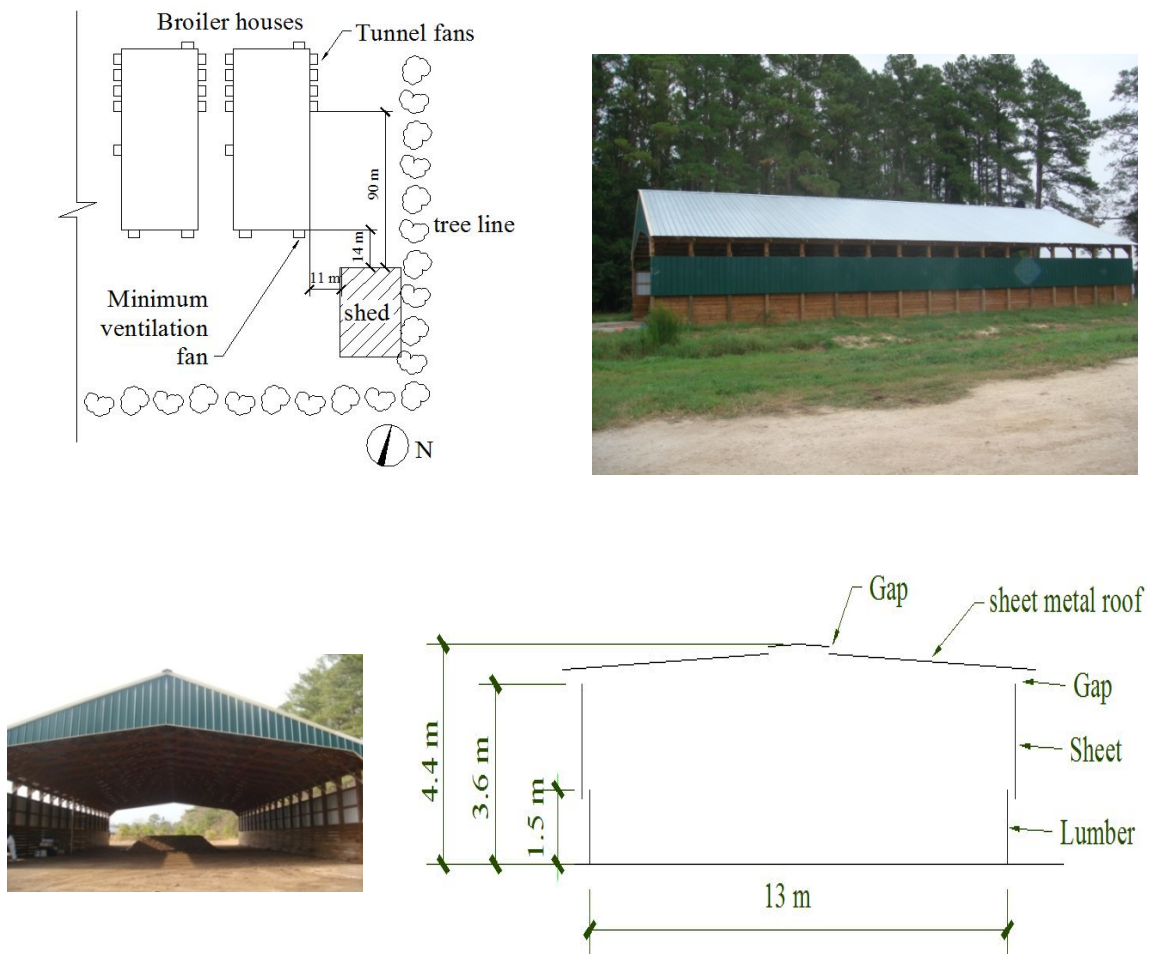 Broiler houses
Tunnel fans
90 m
tree line
14 m
11 m
shed
Minimum
ventilation
fan
N
Gap
sheet metal roof
Gap
Sheet
Lumber
4.4 m
3.6 m
1.5 m
13 m